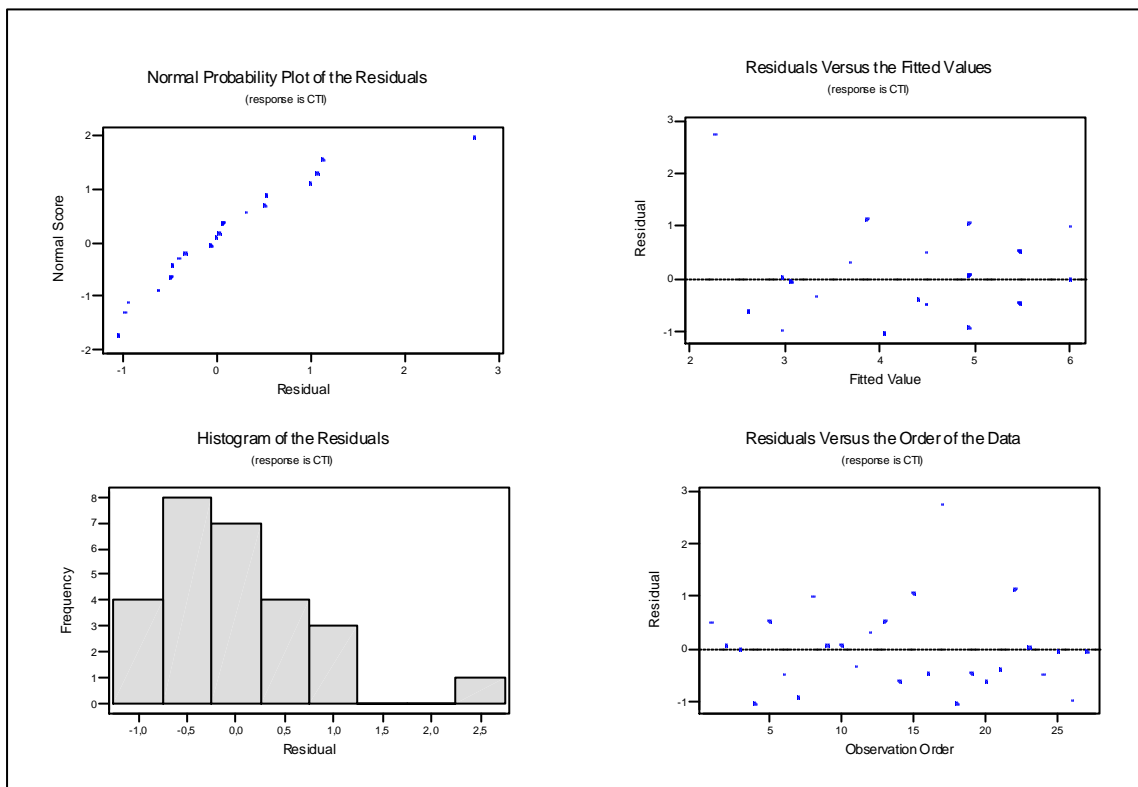 Normal Probability Plot of the Residuals
(response is CTI)
2
1
0
-1
-2
Normal Score
-1 0 1 2 3
Residual
Residuals Versus the Fitted Values
(response is CTI)
3
2
1
0
-1
Residual
2 3 4 5 6
Fitted Value
Histogram of the Residuals
(response is CTI)
8
7
6
5
4
3
2
1
0
Frequency
-1,0 -0,5 0,0 0,5 1,0 1,5 2,0 2,5
Residual
Residuals Versus the Order of the Data
(response is CTI)
3
2
1
0
-1
Residual
5 10 15 20 25
Observation Order